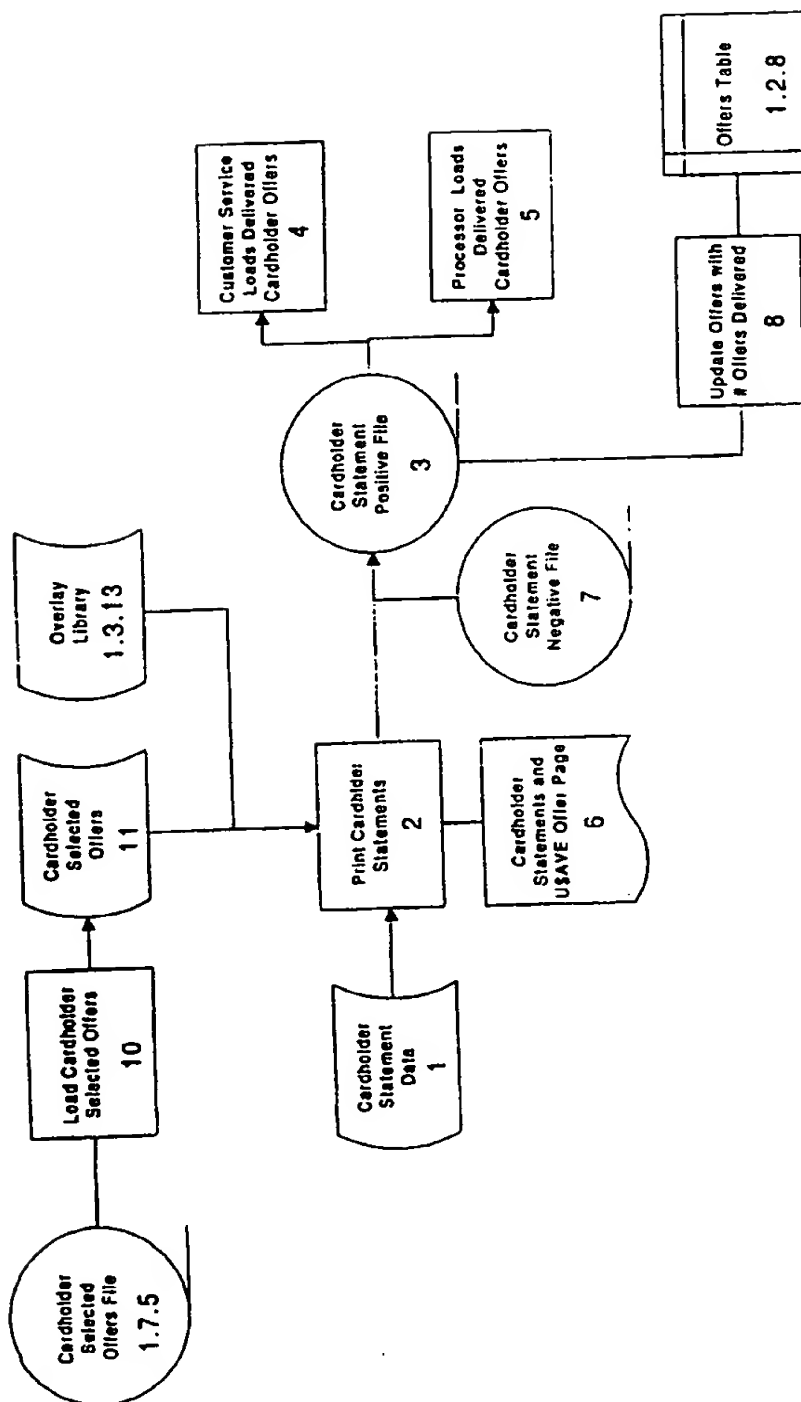 Cardholder
Selected
Offers File
1.7.5
Load Cardholder
Selected Offers
10
Cardholder
Selected
Offers
11
Overlay
Library
1.3.13
Cardholder
Statement
Data
1
Print Cardhlder
Statements
2
Cardholder
Statements and
U$AVE Offer Page
6
Cardholder
Statement
Negative File
7
Cardholder
Statement
Positive File
3
Customer Service
Loads Delivered
Cardholder Offers
4
Processor Loads
Delivered
Cardholder Offers
5
Update Offers with
# Offers Delivered
8
Offers Table
1.2.8